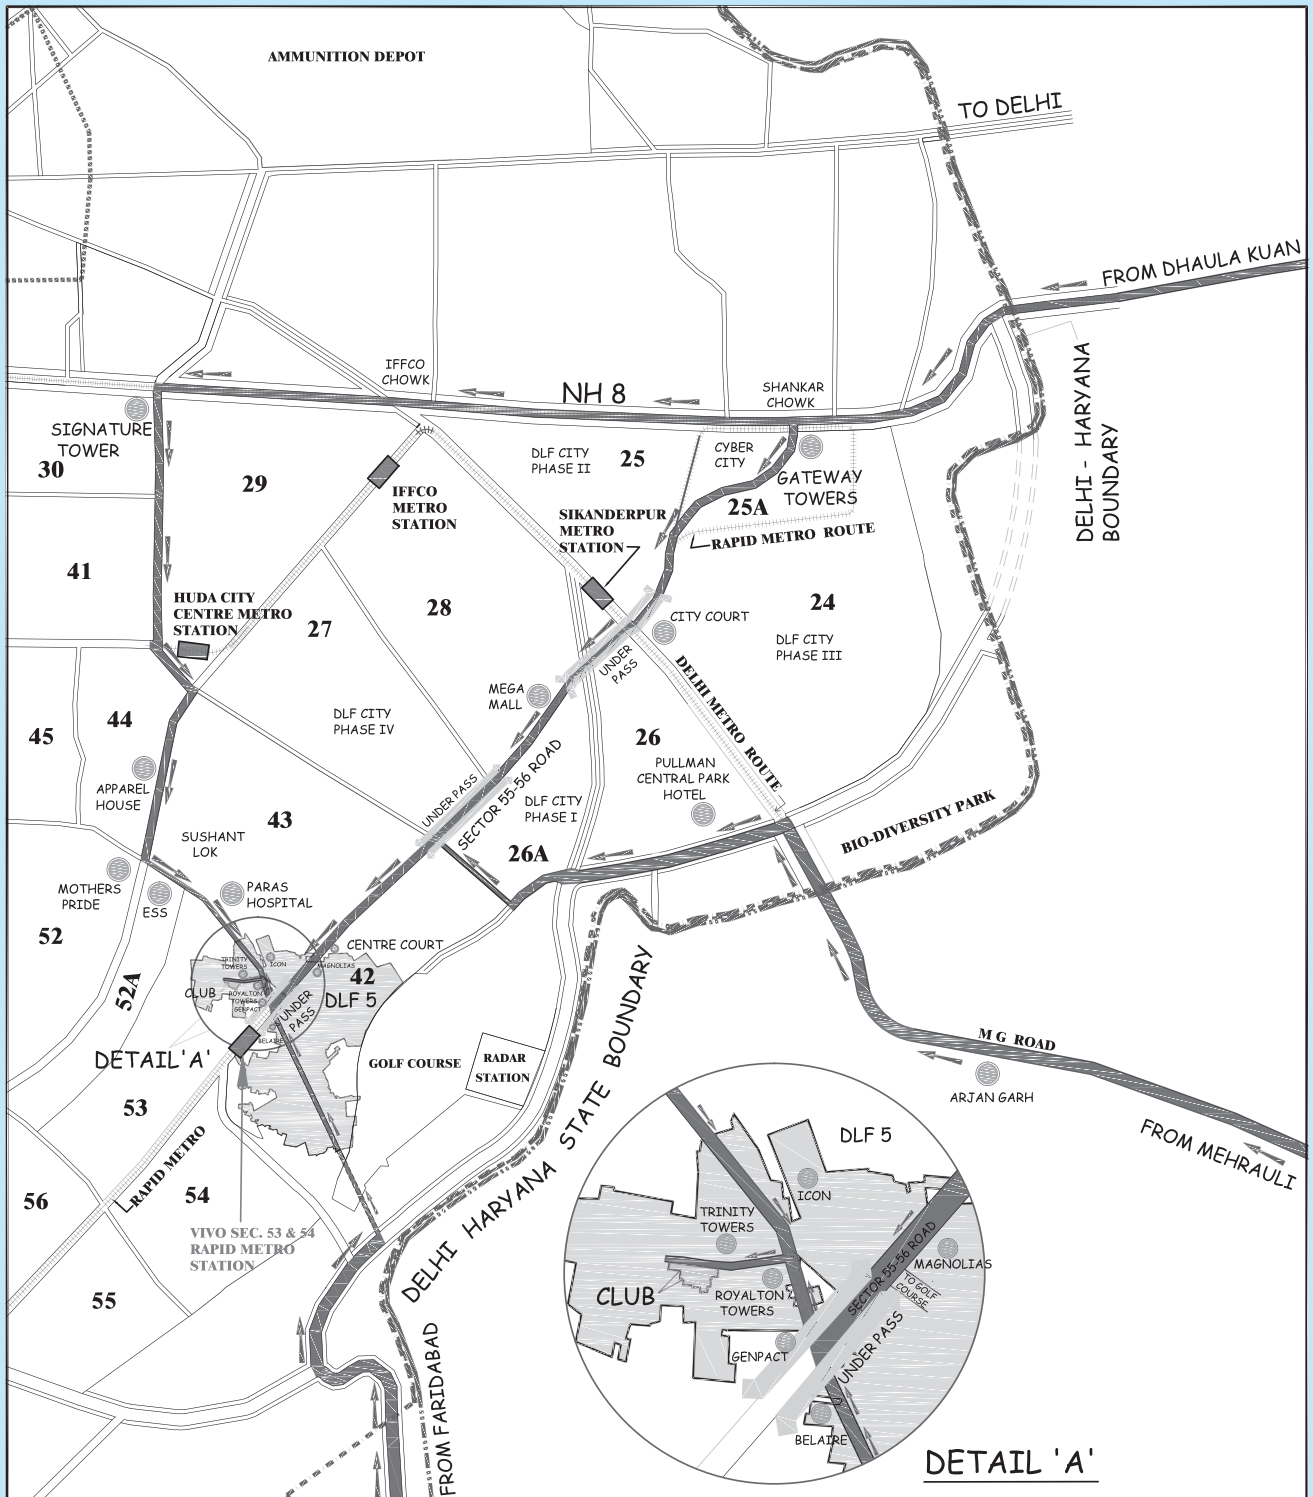 AMMUNITION DEPOT
TO DELHI
FROM DHAULA KUAN
DELHI - HARYANA
BOUNDARY
IFFCO
CHOWK
NH 8
SHANKAR
CHOWK
SIGNATURE
TOWER
30
29
DLF CITY
PHASE II
25
CYBER
CITY
GATEWAY
TOWERS
25A
IFFCO
METRO
STATION
SIKANDERPUR
METRO
STATION
RAPID METRO ROUTE
41
HUDA CITY
CENTRE METRO
STATION
27
28
24
DLF CITY
PHASE III
CITY COURT
UNDER
PASS
DELHI METRO ROUTE
MEGA
MALL
44
45
DLF CITY
PHASE IV
26
PULLMAN
CENTRAL PARK
HOTEL
APPAREL
HOUSE
UNDER PASS
SECTOR 55-56 ROAD
DLF CITY
PHASE I
43
SUSHANT
LOK
26A
BIO-DIVERSITY PARK
MOTHERS
PRIDE
ESS
PARAS
HOSPITAL
52
52A
CENTRE COURT
TRINITY
TOWERS
ICON
MAGNOLIAS
42
DLF 5
CLUB
ROYALTON
TOWERS
GENPACT
UNDER
PASS
BELAIRE
DETAIL'A'
GOLF COURSE
RADAR
STATION
M G ROAD
ARJAN GARH
FROM MEHRAULI
53
RAPID METRO
54
56
55
VIVO SEC. 53 & 54
RAPID METRO
STATION
DELHI HARYANA STATE BOUNDARY
FROM FARIDABAD
DLF 5
ICON
TRINITY
TOWERS
SECTOR 55-56 ROAD
MAGNOLIAS
TO GOLF
COURSE
CLUB
ROYALTON
TOWERS
GENPACT
UNDER PASS
BELAIRE
DETAIL 'A'